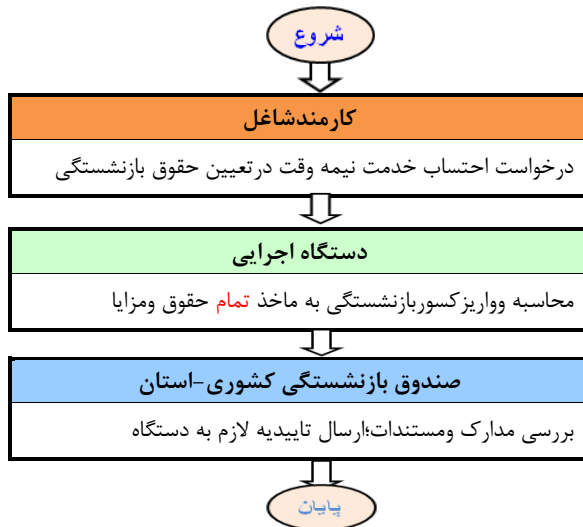 شروع
کارمندشاغل
درخواست احتساب خدمت نیمه وقت درتعیین حقوق بازنشستگی
دستگاه اجرایی
محاسبه وواریزکسوربازنشستگی به ماخذ تمام حقوق ومزایا
صندوق بازنشستگی کشوری-استان
بررسی مدارک ومستندات؛ارسال تاییدیه لازم به دستگاه
پایان